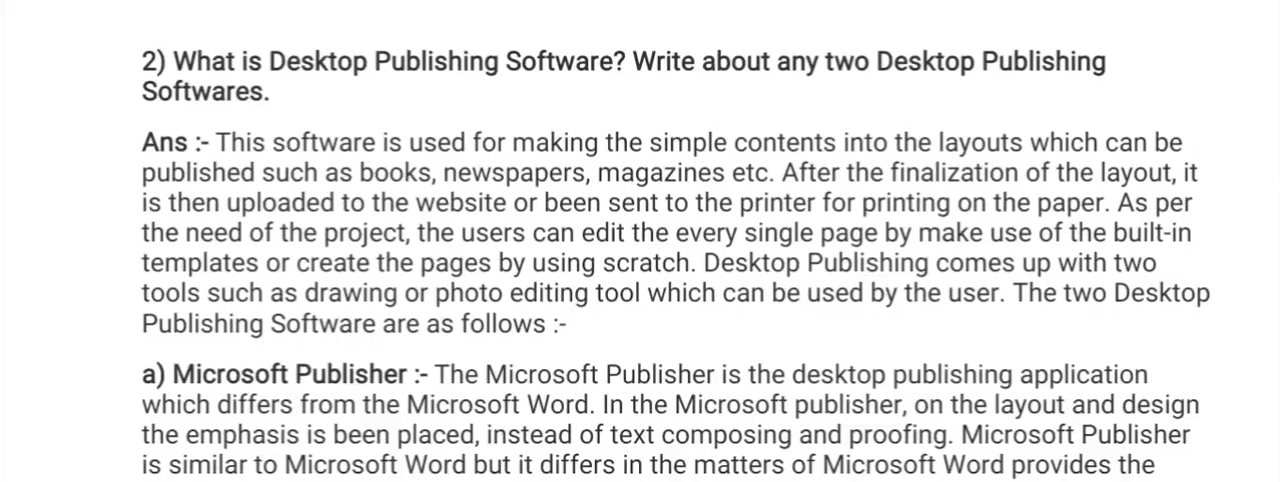 2) What is Desktop Publishing Software? Write about any two Desktop Publishing
Softwares.
Ans :- This software is used for making the simple contents into the layouts which can be
published such as books, newspapers, magazines etc. After the finalization of the layout, it
is then uploaded to the website or been sent to the printer for printing on the paper. As per
the need of the project, the users can edit the every single page by make use of the built-in
templates or create the pages by using scratch. Desktop Publishing comes up with two
tools such as drawing or photo editing tool which can be used by the user. The two Desktop
Publishing Software are as follows :-
a) Microsoft Publisher :- The Microsoft Publisher is the desktop publishing application
which differs from the Microsoft Word. In the Microsoft publisher, on the layout and design
the emphasis is been placed, instead of text composing and proofing. Microsoft Publisher
is similar to Microsoft Word but it differs in the matters of Microsoft Word provides the